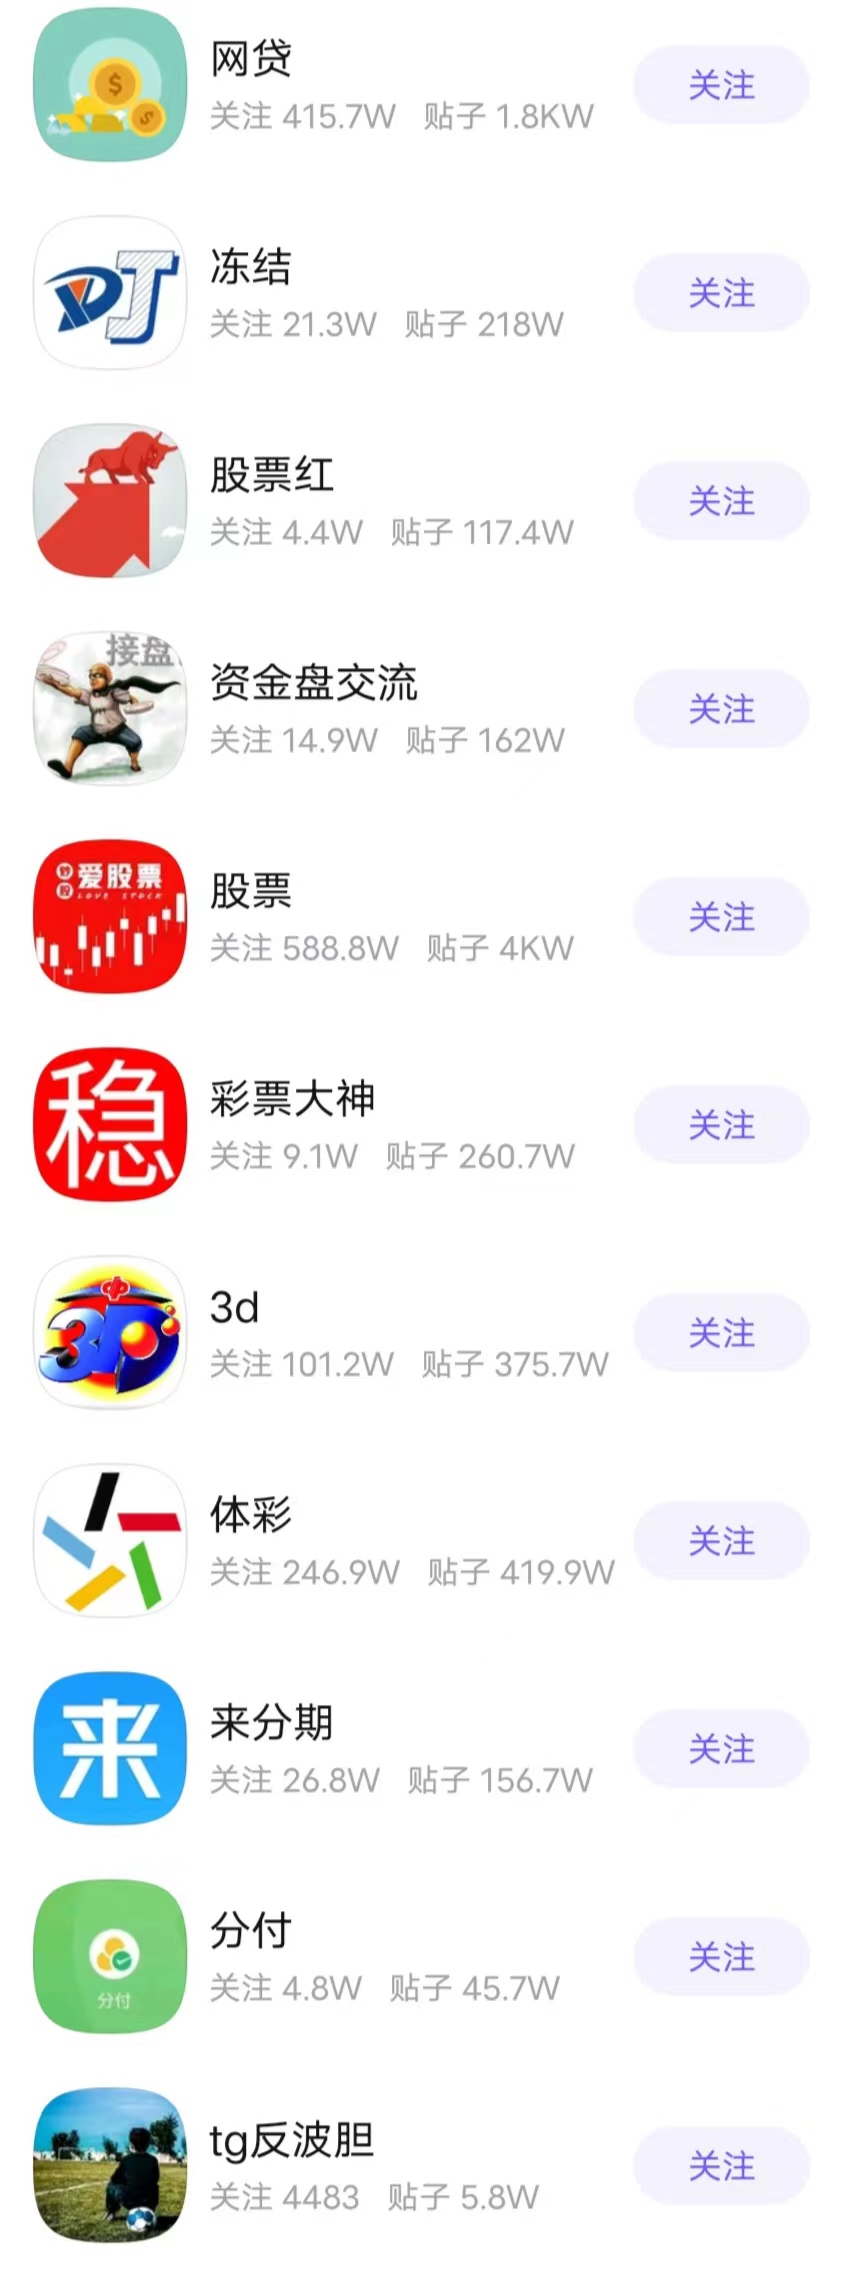 网贷
关注 415.7W 贴子 1.8KW
关注
冻结
关注 21.3W 贴子 218W
关注
股票红
关注 4.4W 贴子 117.4W
关注
接盘
资金盘交流
关注 14.9W 贴子 162W
关注
炒股 爱股票
LOVE STOCK
股票
关注 588.8W 贴子 4KW
关注
稳
彩票大神
关注 9.1W 贴子 260.7W
关注
3D
3d
关注 101.2W 贴子 375.7W
关注
体彩
关注 246.9W 贴子 419.9W
关注
来
来分期
关注 26.8W 贴子 156.7W
关注
分付
分付
关注 4.8W 贴子 45.7W
关注
tg反波胆
关注 4483 贴子 5.8W
关注